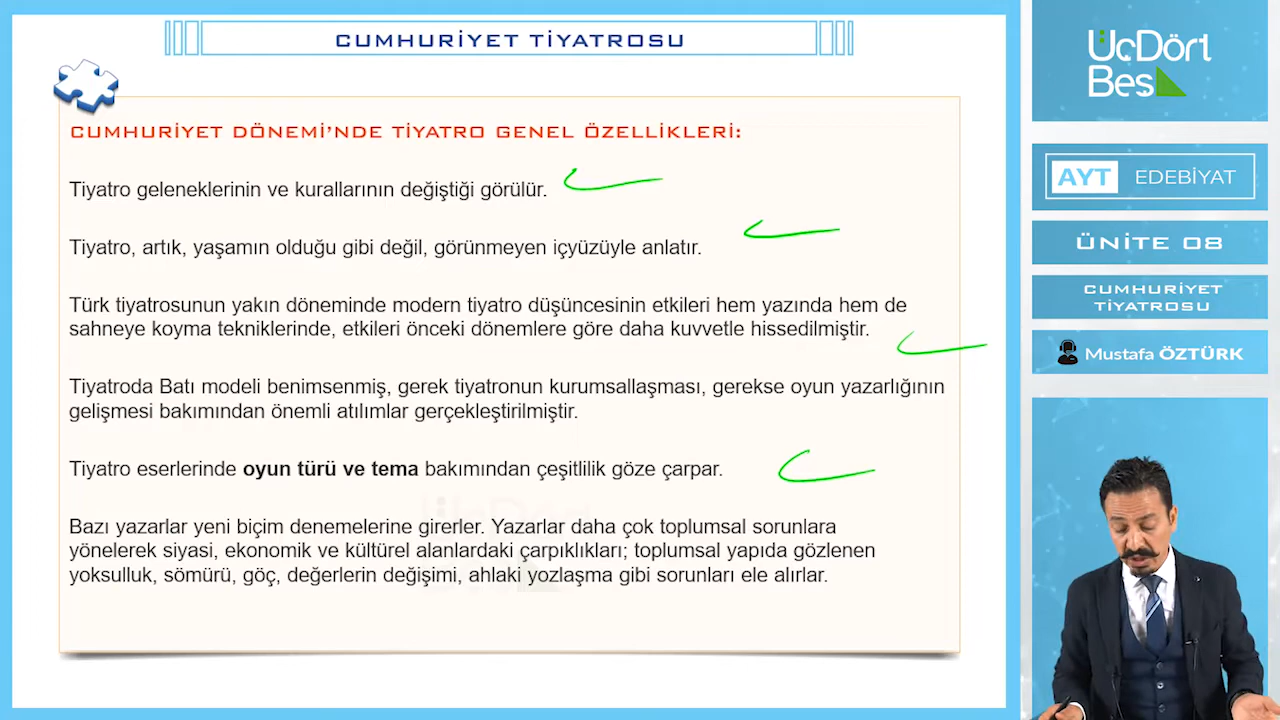 CUMHURİYET TİYATROSU
CUMHURİYET DÖNEMİ'NDE TİYATRO GENEL ÖZELLİKLERİ:
Tiyatro geleneklerinin ve kurallarının değiştiği görülür.
Tiyatro, artık, yaşamın olduğu gibi değil, görünmeyen içyüzüyle anlatır.
Türk tiyatrosunun yakın döneminde modern tiyatro düşüncesinin etkileri hem yazında hem de
sahneye koyma tekniklerinde, etkileri önceki dönemlere göre daha kuvvetle hissedilmiştir.
Tiyatroda Batı modeli benimsenmiş, gerek tiyatronun kurumsallaşması, gerekse oyun yazarlığının
gelişmesi bakımından önemli atılımlar gerçekleştirilmiştir.
Tiyatro eserlerinde oyun türü ve tema bakımından çeşitlilik göze çarpar.
Bazı yazarlar yeni biçim denemelerine girerler. Yazarlar daha çok toplumsal sorunlara
yönelerek siyasi, ekonomik ve kültürel alanlardaki çarpıklıkları; toplumsal yapıda gözlenen
yoksulluk, sömürü, göç, değerlerin değişimi, ahlaki yozlaşma gibi sorunları ele alırlar.
ÜçDört
Beş
AYT EDEBİYAT
ÜNİTE 08
CUMHURİYET
TİYATROSU
Mustafa ÖZTÜRK